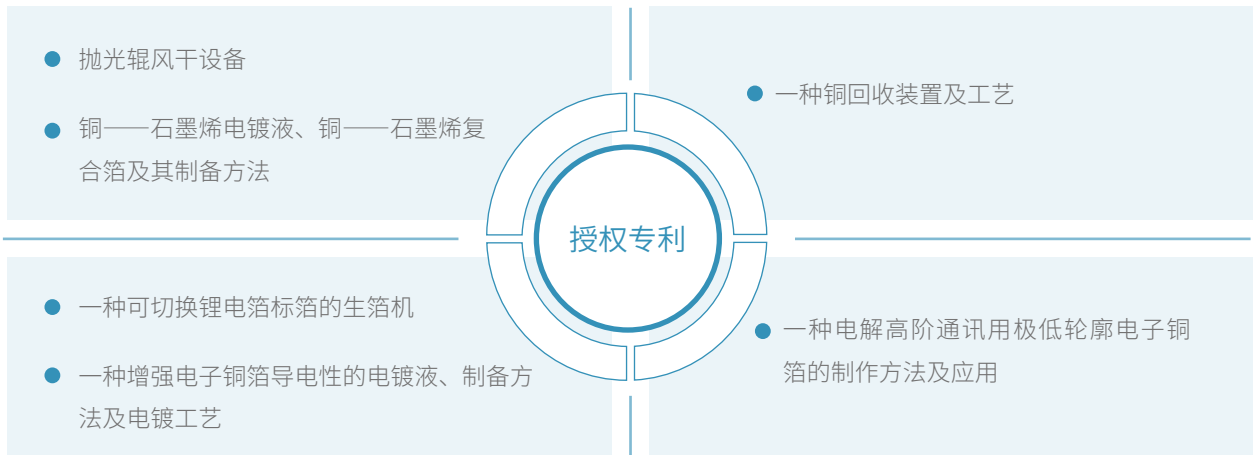 抛光辊风干设备
铜——石墨烯电镀液、铜——石墨烯复
合箔及其制备方法
一种铜回收装置及工艺
授权专利
一种可切换锂电箔标箔的生箔机
一种增强电子铜箔导电性的电镀液、制备方
法及电镀工艺
一种电解高阶通讯用极低轮廓电子铜
箔的制作方法及应用